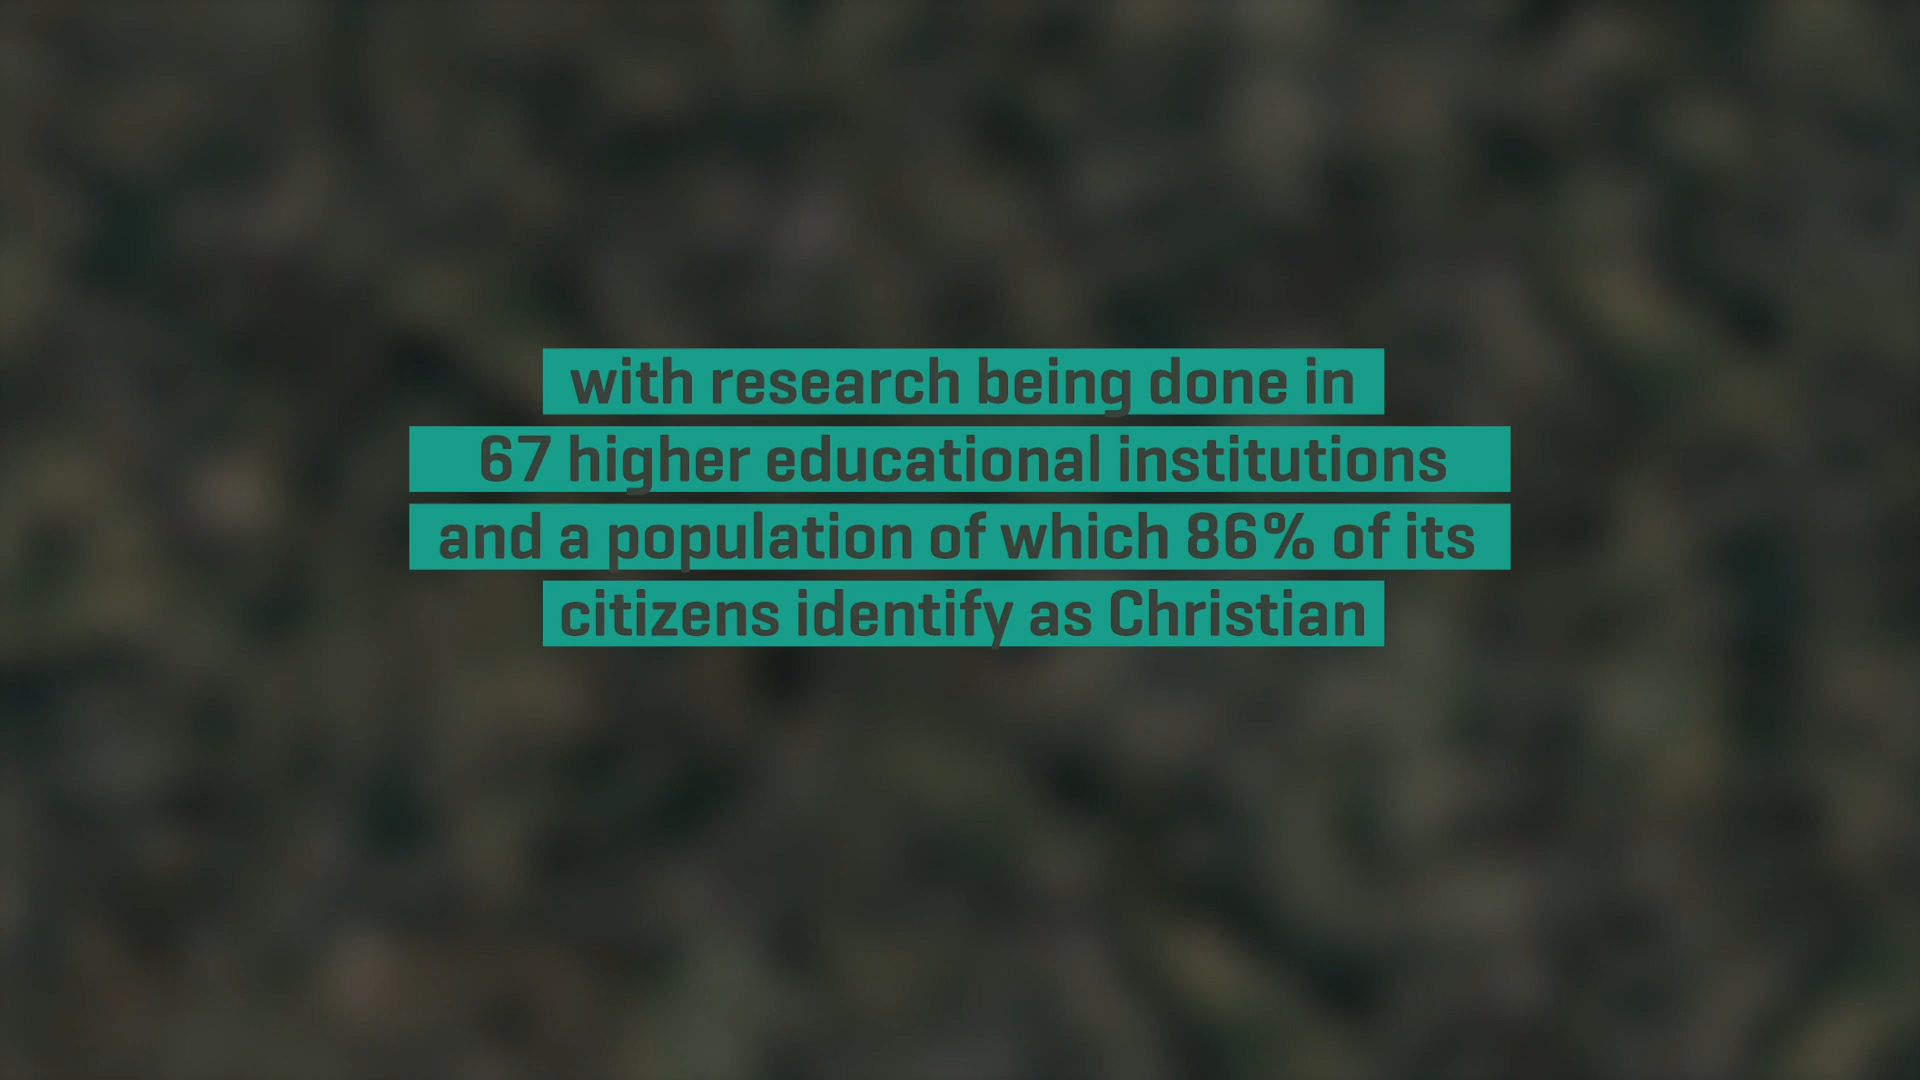 with research being done in
67 higher educational institutions
and a population of which 86% of its
citizens identify as Christian